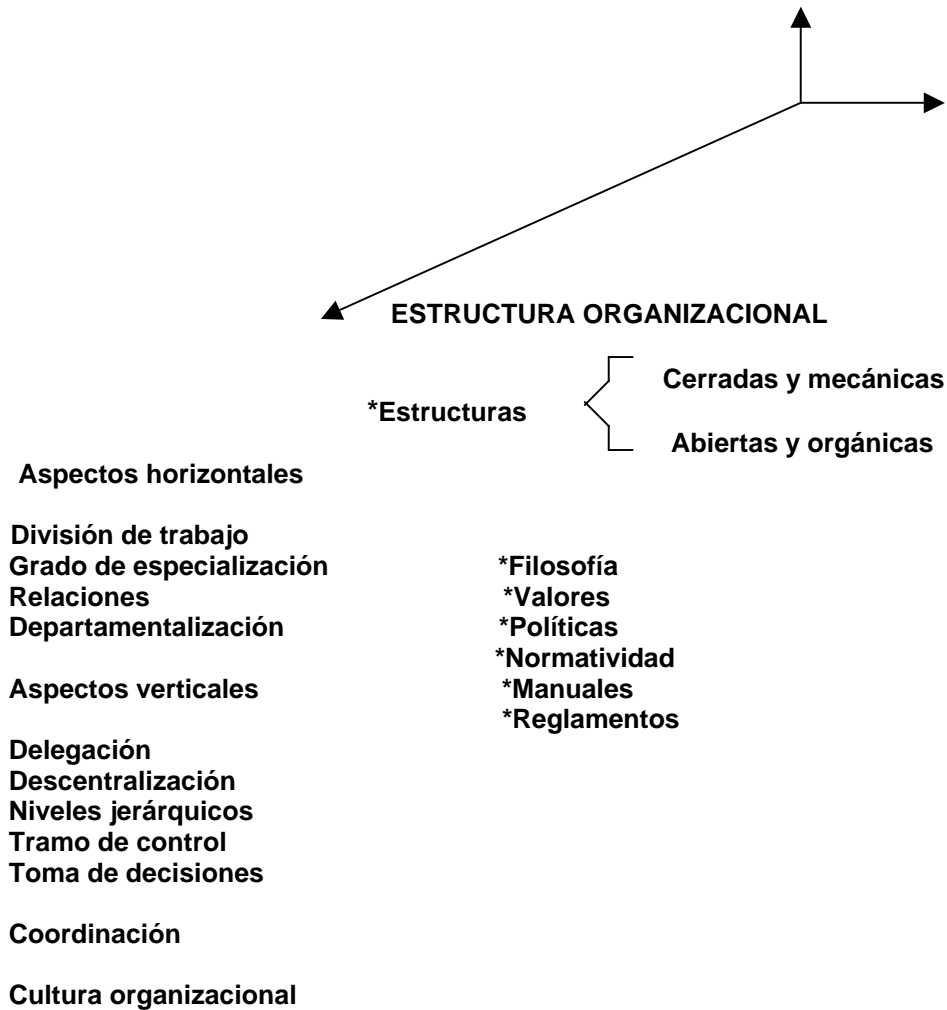 ESTRUCTURA ORGANIZACIONAL
Cerradas y mecánicas
*Estructuras
Abiertas y orgánicas
Aspectos horizontales
División de trabajo
Grado de especialización
Relaciones
Departamentalización
Aspectos verticales
Delegación
Descentralización
Niveles jerárquicos
Tramo de control
Toma de decisiones
Coordinación
Cultura organizacional
*Filosofía
*Valores
*Políticas
*Normatividad
*Manuales
*Reglamentos